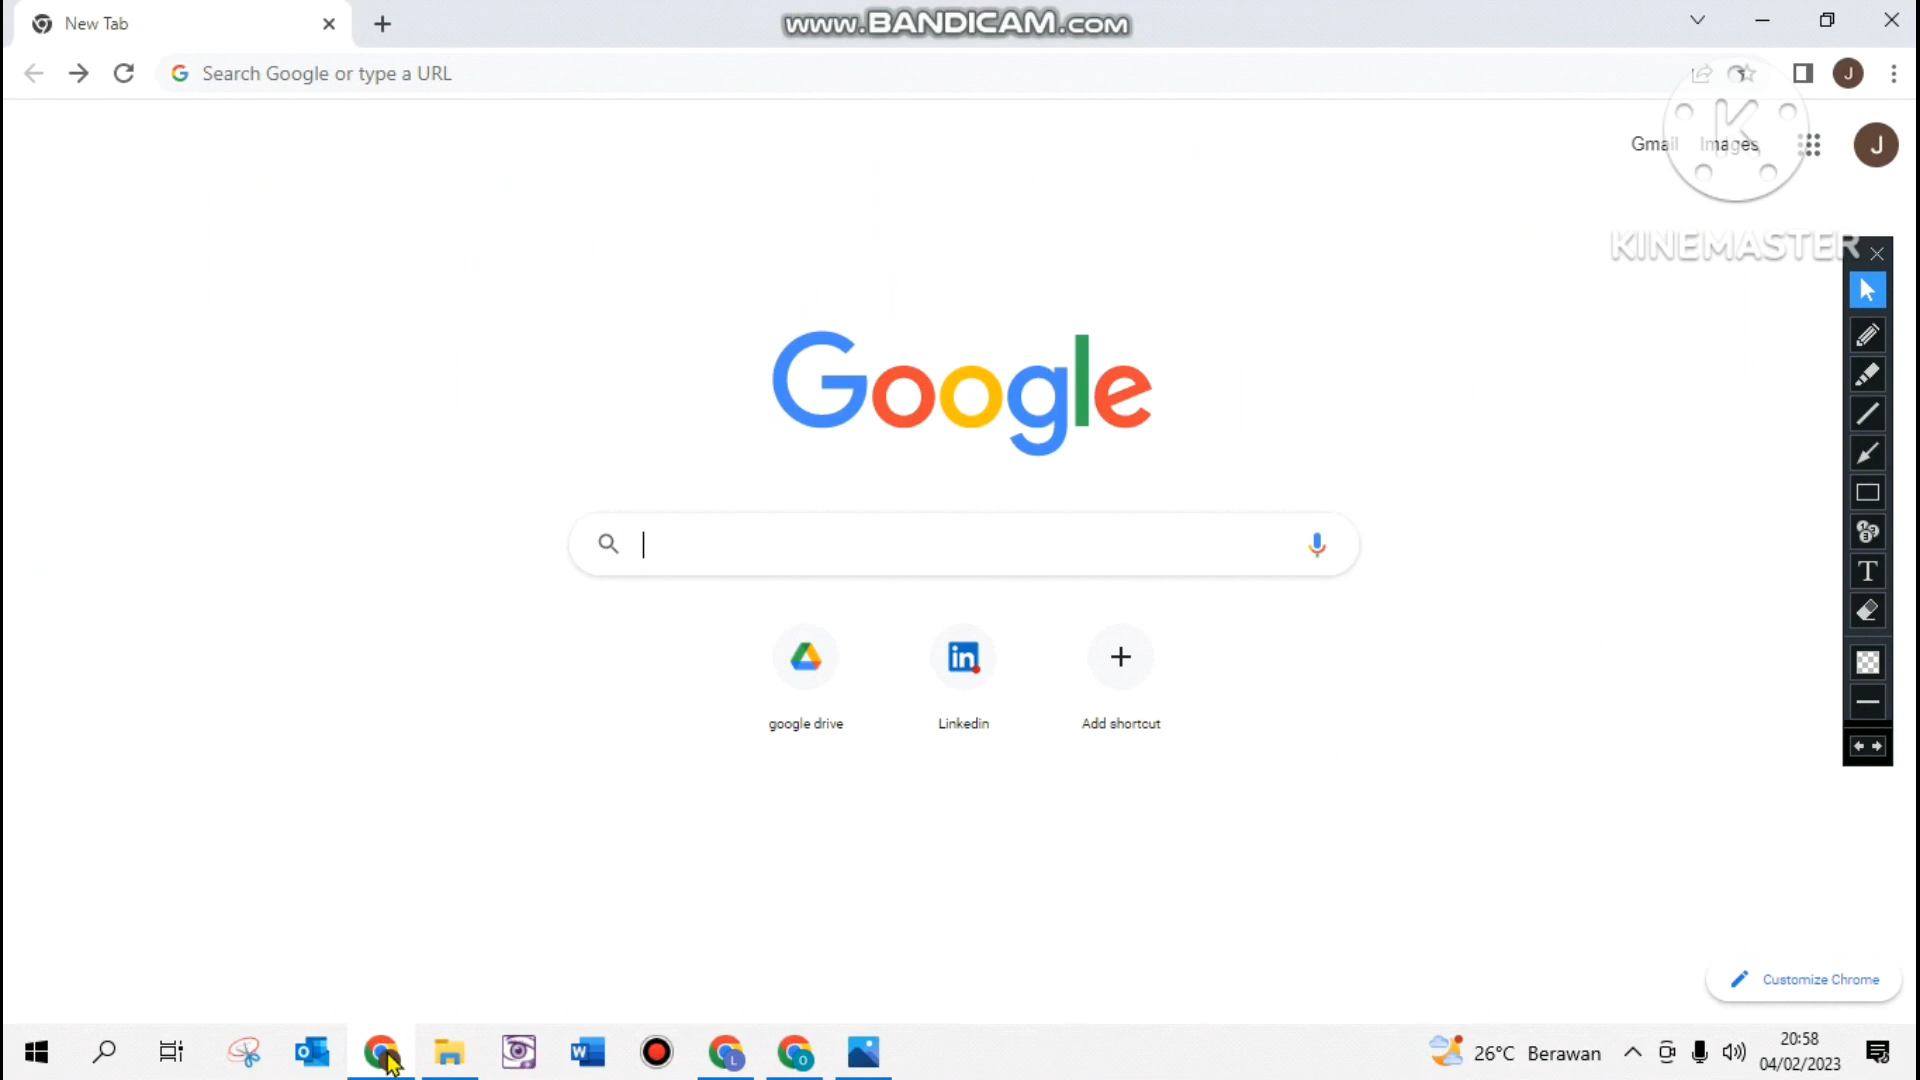 New Tab
www.BANDICAM.com
Search Google or type a URL
J
Gmail Images
J
KINEMASTER
Google
google drive
Linkedin
Add shortcut
Customize Chrome
26°C Berawan
20:58
04/02/2023